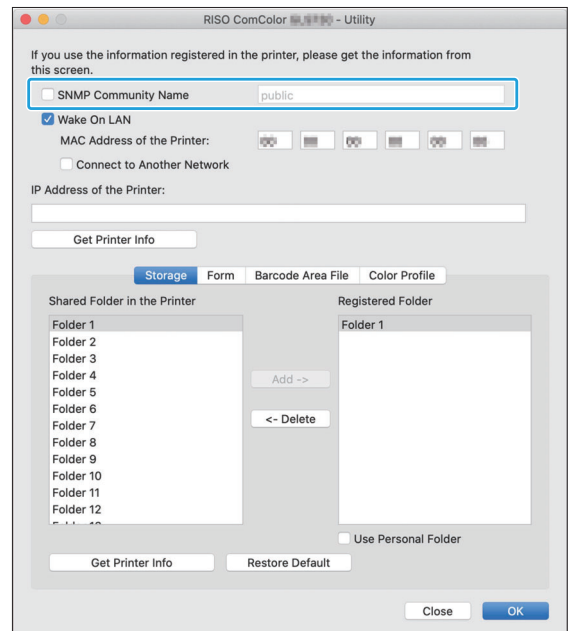 RISO ComColor - Utility
If you use the information registered in the printer, please get the information from
this screen.
SNMP Community Name public
Wake On LAN
MAC Address of the Printer:
Connect to Another Network
IP Address of the Printer:
Get Printer Info
Storage Form Barcode Area File Color Profile
Shared Folder in the Printer Registered Folder
Folder 1 Folder 1
Folder 2
Folder 3
Folder 4
Folder 5
Folder 6
Folder 7
Folder 8
Folder 9
Folder 10
Folder 11
Folder 12
Add ->
<- Delete
Use Personal Folder
Get Printer Info Restore Default
Close OK